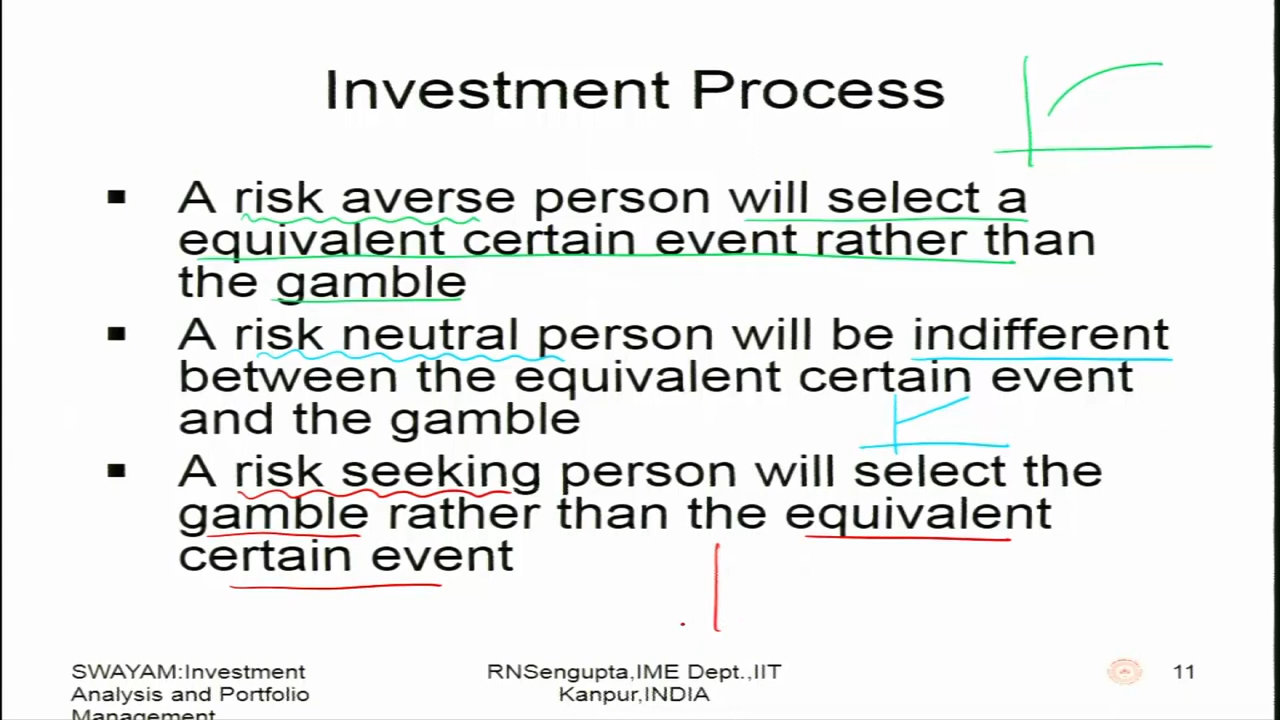 Investment Process
▪ A risk averse person will select a
equivalent certain event rather than
the gamble
▪ A risk neutral person will be indifferent
between the equivalent certain event
and the gamble
▪ A risk seeking person will select the
gamble rather than the equivalent
certain event
SWAYAM:Investment
Analysis and Portfolio
Management
RNSengupta,IME Dept.,IIT
Kanpur,INDIA
11